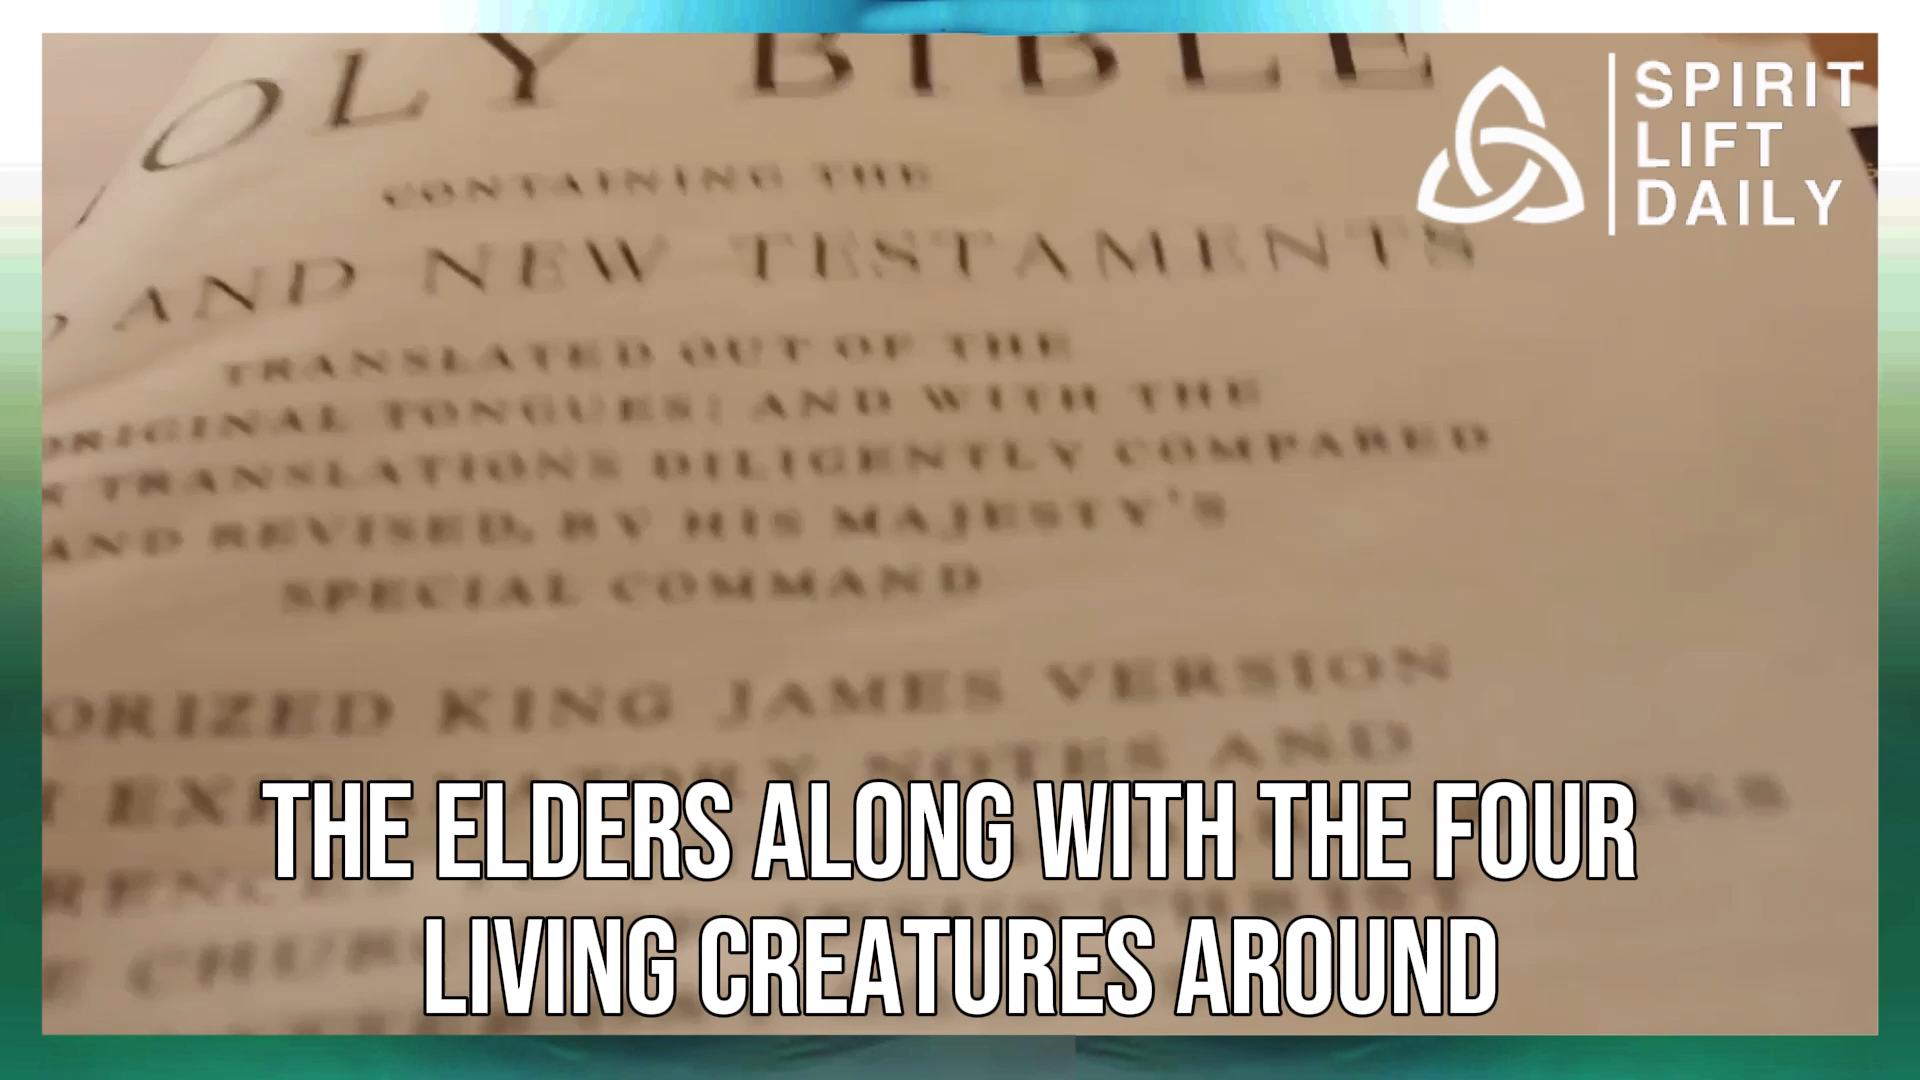 OLY BIBLE
SPIRIT
LIFT
DAILY
CONTAINING THE
AND NEW TESTAMENTS
TRANSLATED OUT OF THE
ORIGINAL TONGUES: AND WITH THE
TRANSLATIONS DILIGENTLY COMPARED
AND REVISED, BY HIS MAJESTY'S
SPECIAL COMMAND
ORIZED KING JAMES VERSION
NOTES AND
THE ELDERS ALONG WITH THE FOUR
LIVING CREATURES AROUND